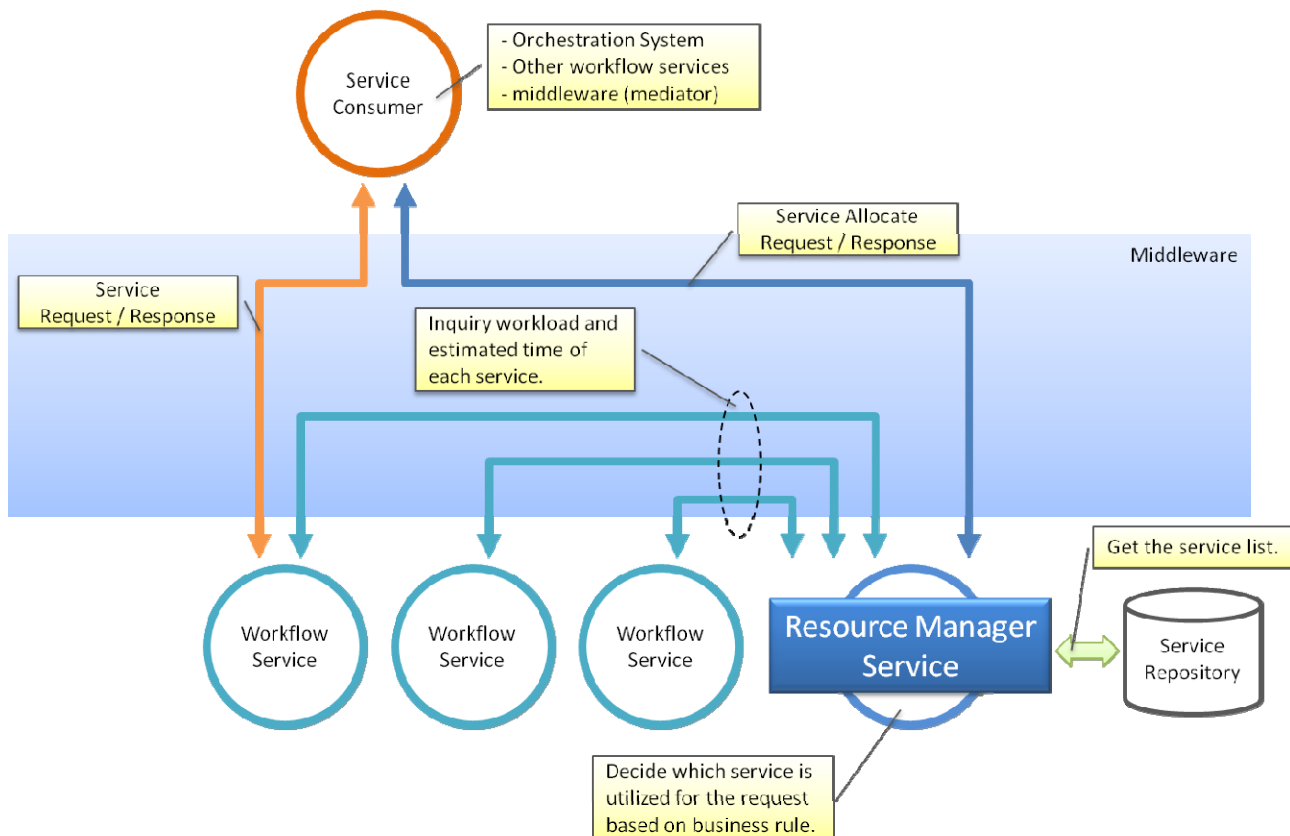 - Orchestration System
- Other workflow services
- middleware (mediator)
Service
Consumer
Service Allocate
Request / Response
Middleware
Service
Request / Response
Inquiry workload and
estimated time of
each service.
Get the service list.
Workflow
Service
Workflow
Service
Workflow
Service
Resource Manager
Service
Service
Repository
Decide which service is
utilized for the request
based on business rule.